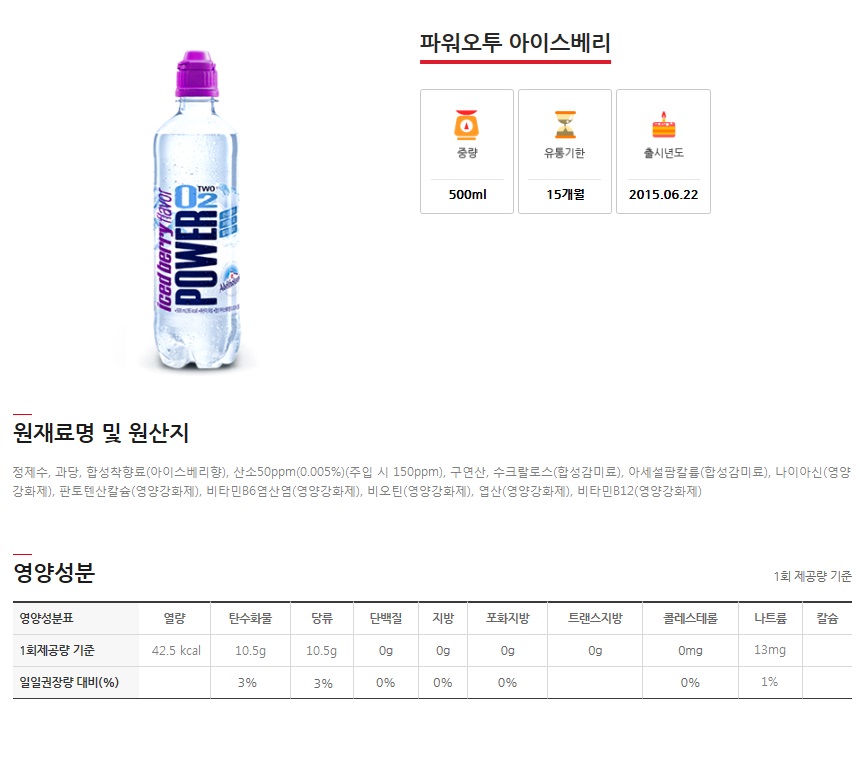 파워오투 아이스베리
중량
유통기한
출시년도
500ml
15개월
2015.06.22
Iced berry flavor
O2
TWO
POWER
원재료명 및 원산지
정제수, 과당, 합성착향료(아이스베리향), 산소50ppm(0.005%)(주입 시 150ppm), 구연산, 수크랄로스(합성감미료), 아세설팜칼륨(합성감미료), 나이아신(영양
강화제), 판토텐산칼슘(영양강화제), 비타민B6염산염(영양강화제), 비오틴(영양강화제), 엽산(영양강화제), 비타민B12(영양강화제)
영양성분
1회 제공량 기준
영양성분표 열량 탄수화물 당류 단백질 지방 포화지방 트랜스지방 콜레스테롤 나트륨 칼슘
1회제공량 기준 42.5 kcal 10.5g 10.5g 0g 0g 0g 0g 0mg 13mg
일일권장량 대비(%) 3% 3% 0% 0% 0% 0% 1%